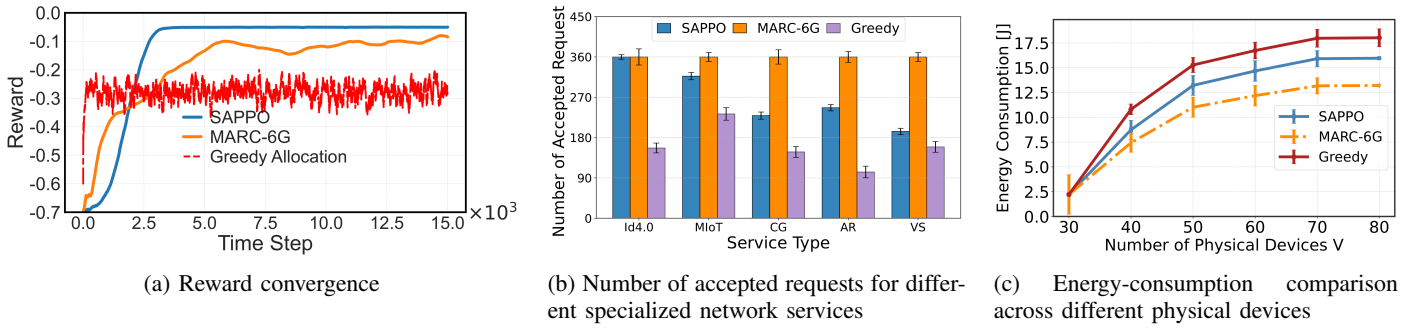 0.0
-0.1
-0.2
-0.3
-0.4
-0.5
-0.6
-0.7
Reward
SAPPO
MARC-6G
Greedy Allocation
0.0 2.5 5.0 7.5 10.0 12.5 15.0
×10³
Time Step
(a) Reward convergence
450
360
270
180
90
0
Number of Accepted Request
SAPPO MARC-6G Greedy
Id4.0 MIoT CG AR VS
Service Type
(b) Number of accepted requests for differ-
ent specialized network services
17.5
15.0
12.5
10.0
7.5
5.0
2.5
0.0
Energy Consumption [J]
SAPPO
MARC-6G
Greedy
30 40 50 60 70 80
Number of Physical Devices V
(c) Energy-consumption comparison
across different physical devices